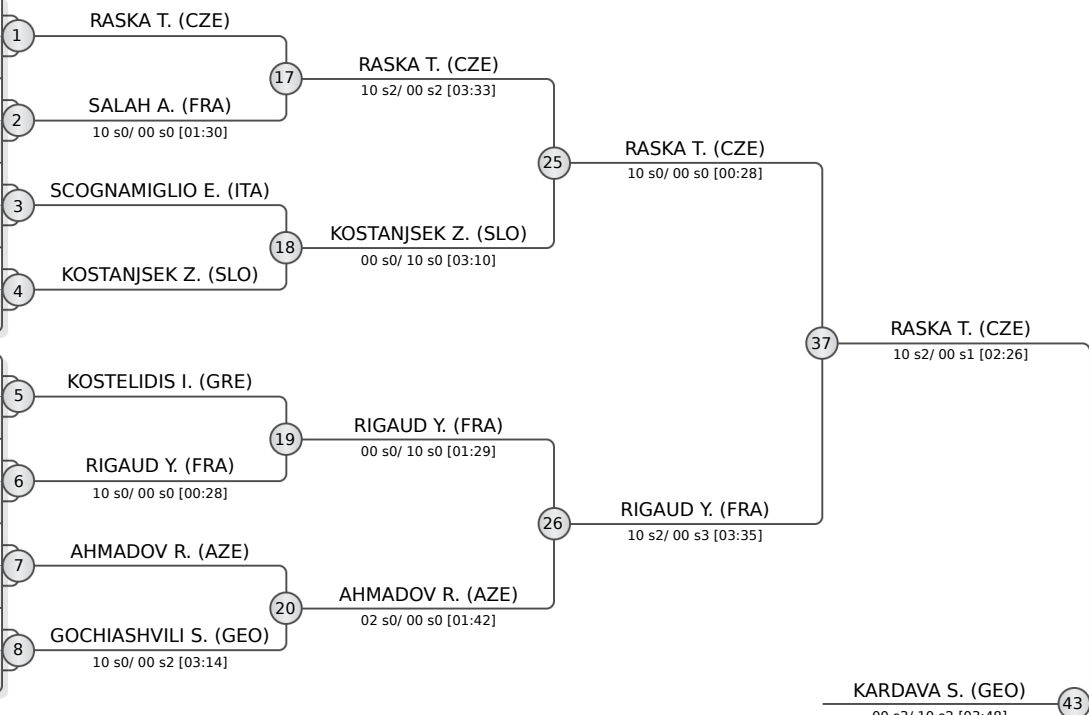 1
RASKA T. (CZE)
17
RASKA T. (CZE)
10 s2/ 00 s2 [03:33]
2
SALAH A. (FRA)
10 s0/ 00 s0 [01:30]
25
RASKA T. (CZE)
10 s0/ 00 s0 [00:28]
3
SCOGNAMIGLIO E. (ITA)
18
KOSTANJSEK Z. (SLO)
00 s0/ 10 s0 [03:10]
4
KOSTANJSEK Z. (SLO)
37
RASKA T. (CZE)
10 s2/ 00 s1 [02:26]
5
KOSTELIDIS I. (GRE)
19
RIGAUD Y. (FRA)
00 s0/ 10 s0 [01:29]
6
RIGAUD Y. (FRA)
10 s0/ 00 s0 [00:28]
26
RIGAUD Y. (FRA)
10 s2/ 00 s3 [03:35]
7
AHMADOV R. (AZE)
20
AHMADOV R. (AZE)
02 s0/ 00 s0 [01:42]
8
GOCHIASHVILI S. (GEO)
10 s0/ 00 s2 [03:14]
KARDAVA S. (GEO)
43